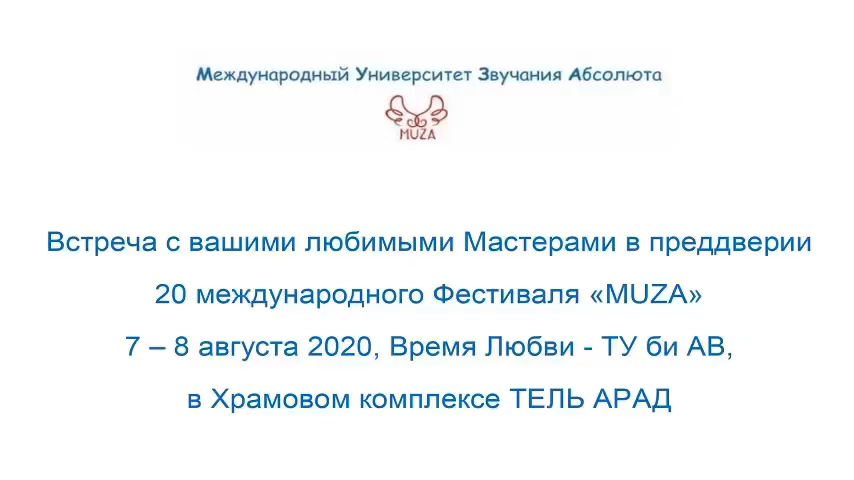 Международный Университет Звучания Абсолюта
MUZA
Встреча с вашими любимыми Мастерами в преддверии
20 международного Фестиваля «MUZA»
7 – 8 августа 2020, Время Любви - ТУ би АВ,
в Храмовом комплексе ТЕЛЬ АРАД